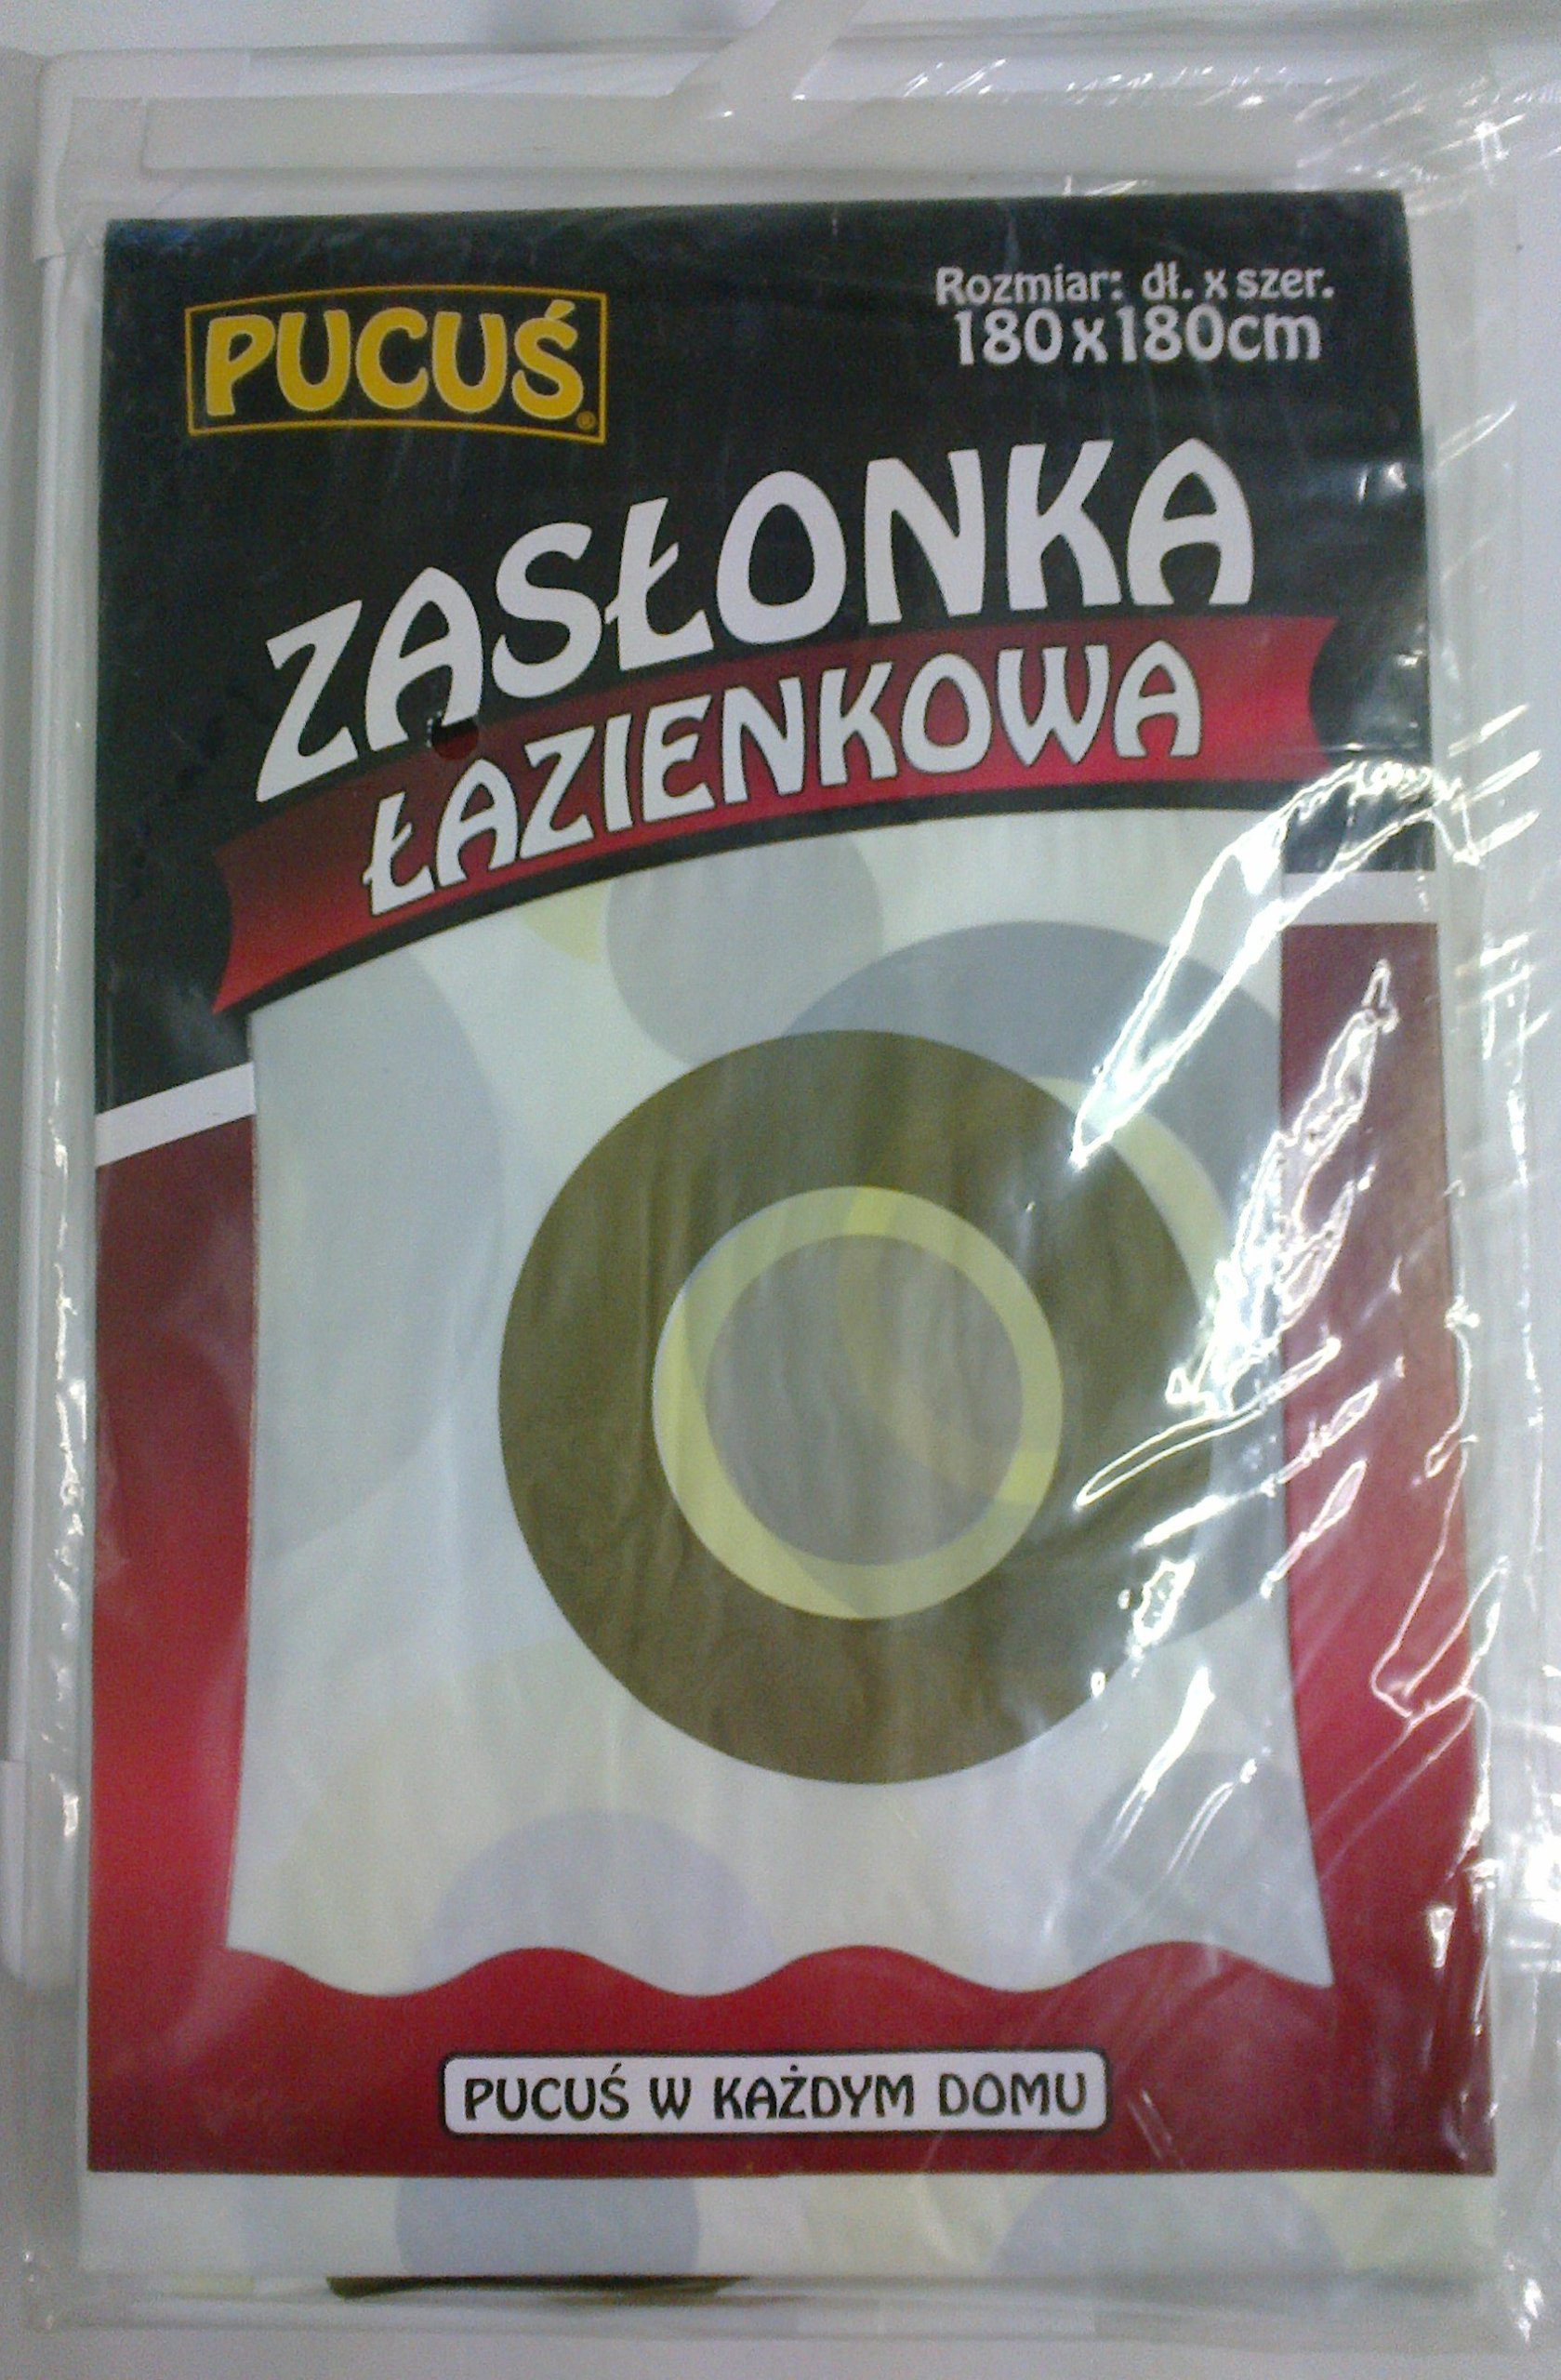 PUCUŚ®
Rozmiar: dł. x szer.
180x180cm
ZASŁONKA
ŁAZIENKOWA
PUCUŚ W KAŻDYM DOMU